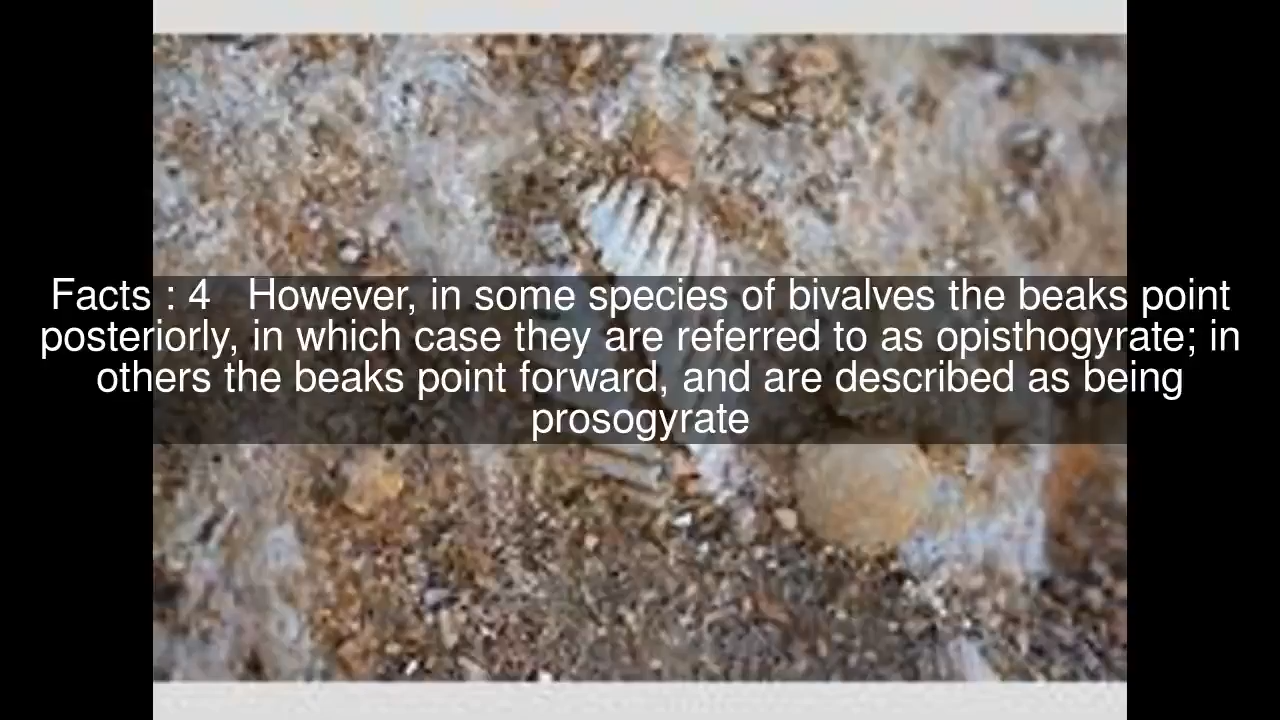 Facts : 4   However, in some species of bivalves the beaks point
posteriorly, in which case they are referred to as opisthogyrate; in
others the beaks point forward, and are described as being
prosogyrate